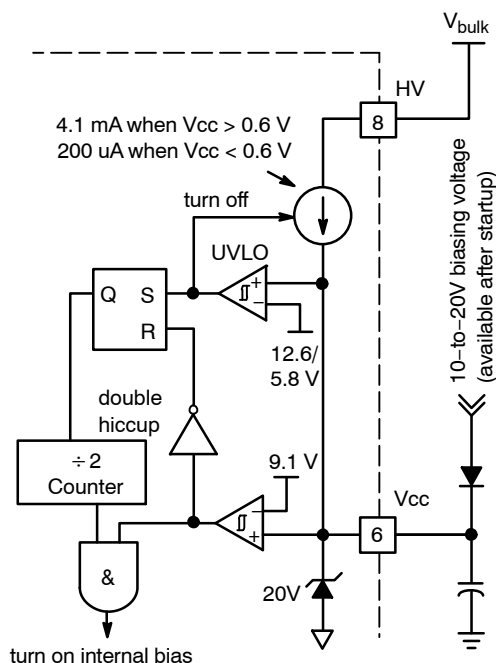 Vbulk
HV
8
4.1 mA when Vcc > 0.6 V
200 uA when Vcc < 0.6 V
turn off
UVLO
+
−
Q
S
R
12.6/
5.8 V
10−to−20V biasing voltage
(available after startup)
double
hiccup
÷ 2
Counter
9.1 V
−
+
Vcc
6
&
20V
turn on internal bias